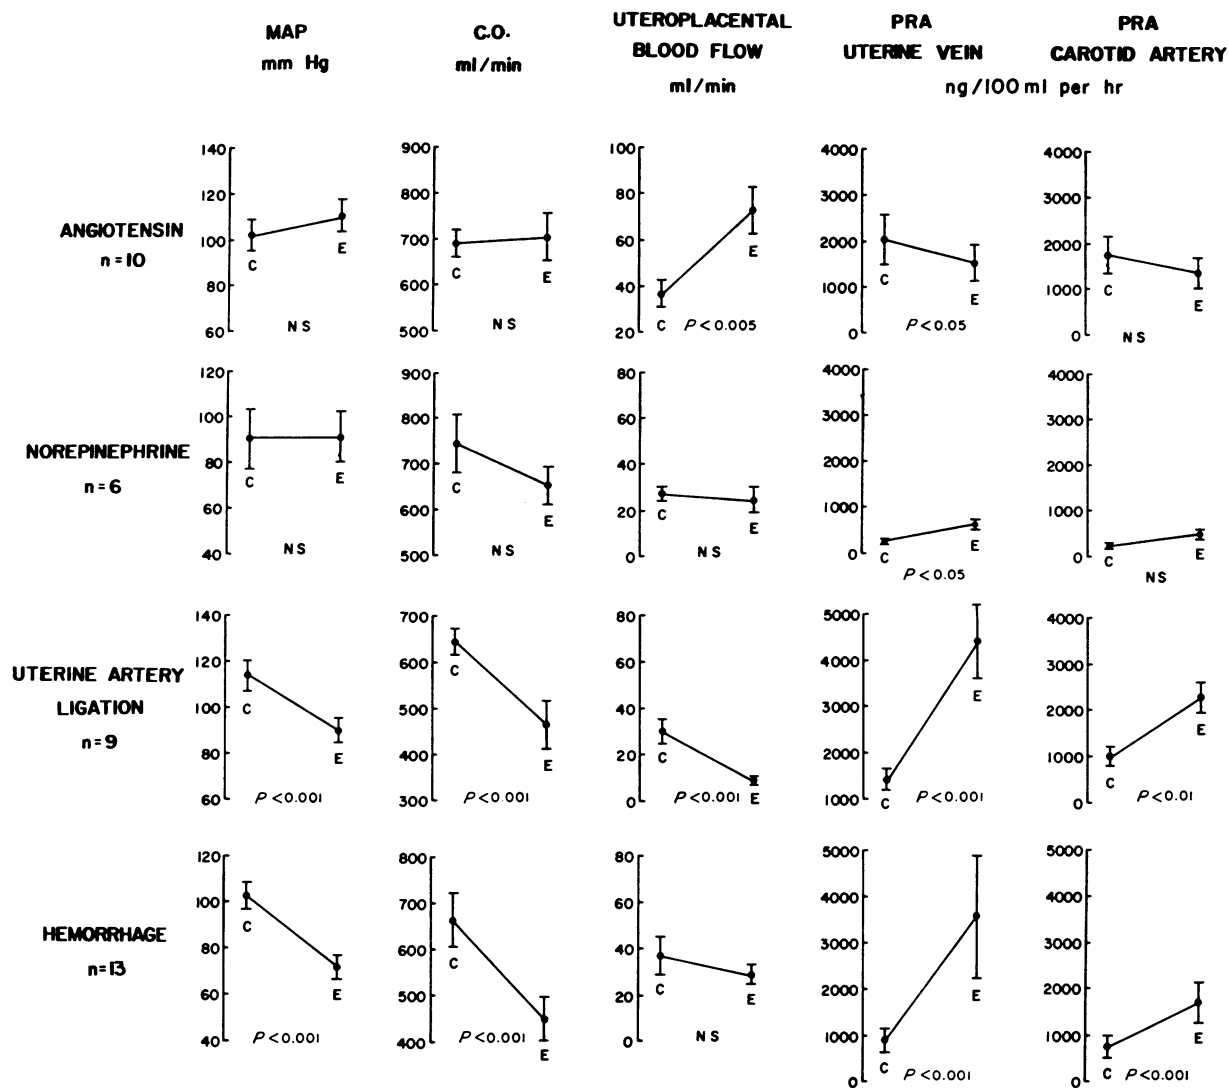 MAP
mm Hg
C.O.
ml/min
UTEROPLACENTAL
BLOOD FLOW
ml/min
PRA
UTERINE VEIN
PRA
CAROTID ARTERY
ng/100 ml per hr
ANGIOTENSIN
n=10
140
120
100
80
60
C
E
NS
900
800
700
600
500
C
E
NS
100
80
60
40
20
C
E
P<0.005
4000
3000
2000
1000
0
C
E
P<0.05
4000
3000
2000
1000
0
C
E
NS
NOREPINEPHRINE
n=6
120
100
80
60
40
C
E
NS
900
800
700
600
500
C
E
NS
80
60
40
20
0
C
E
NS
4000
3000
2000
1000
0
C
E
P<0.05
4000
3000
2000
1000
0
C
E
NS
UTERINE ARTERY
LIGATION
n=9
140
120
100
80
60
C
E
P<0.001
700
600
500
400
300
C
E
P<0.001
80
60
40
20
0
C
E
P<0.001
5000
4000
3000
2000
1000
C
E
P<0.001
4000
3000
2000
1000
0
C
E
P<0.01
HEMORRHAGE
n=13
120
100
80
60
40
C
E
P<0.001
800
700
600
500
400
C
E
P<0.001
80
60
40
20
0
C
E
NS
5000
4000
3000
2000
1000
0
C
E
P<0.001
5000
4000
3000
2000
1000
0
C
E
P<0.001